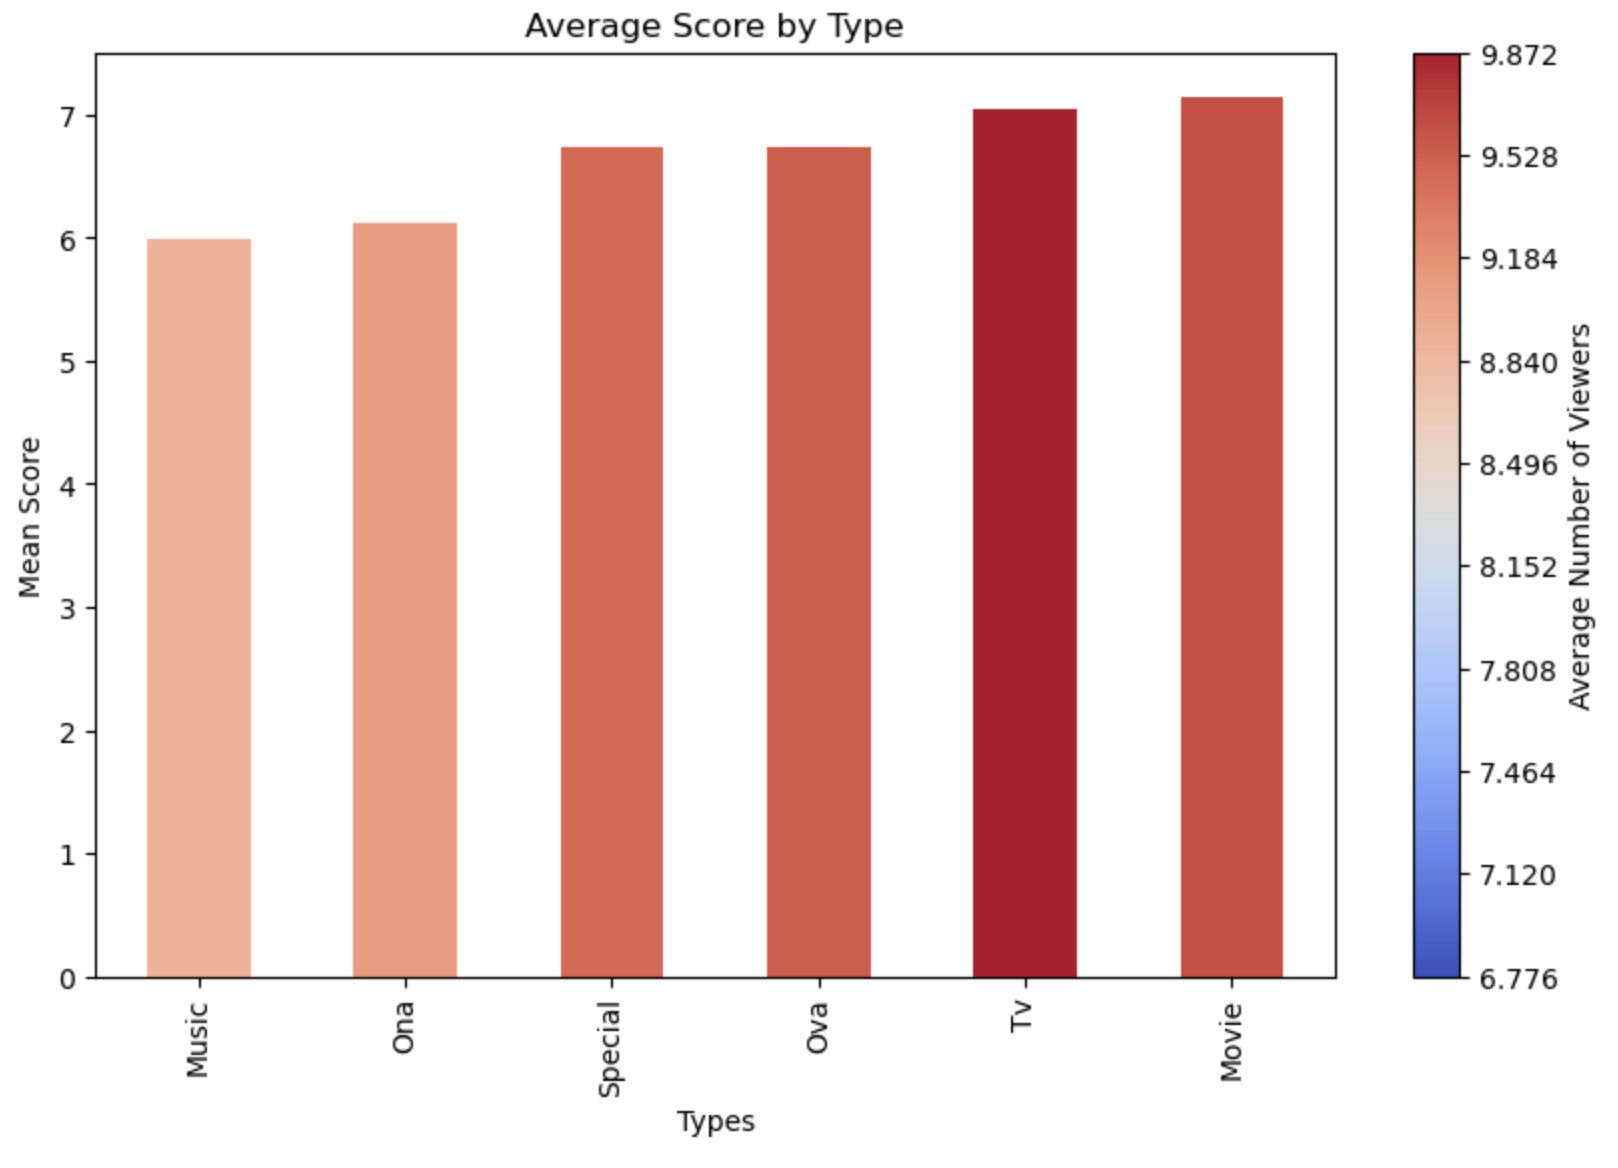 Average Score by Type
Mean Score
7
6
5
4
3
2
1
0
Music
Ona
Special
Ova
Tv
Movie
Types
9.872
9.528
9.184
8.840
8.496
8.152
7.808
7.464
7.120
6.776
Average Number of Viewers